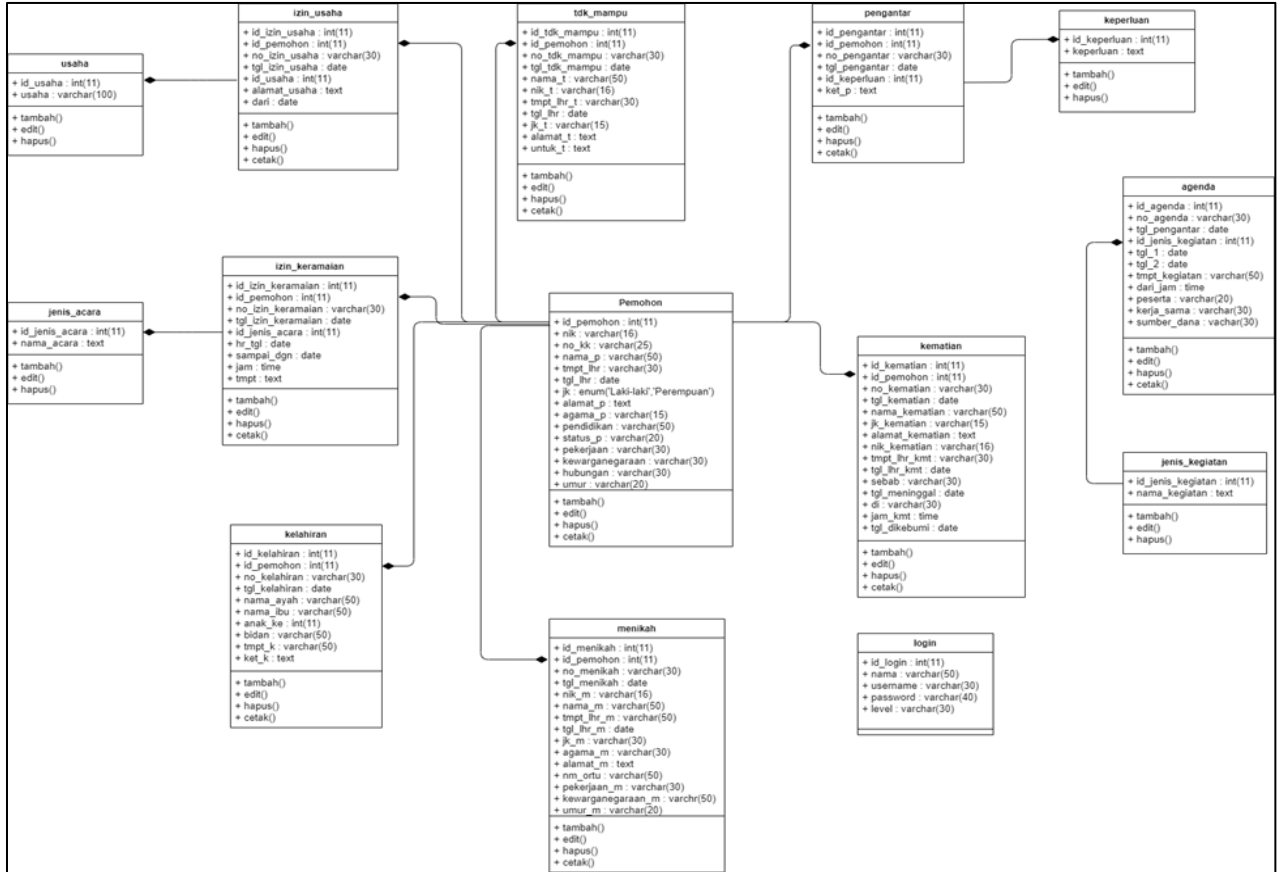 usaha
+ id_usaha : int(11)
+ usaha : varchar(100)
+ tambah()
+ edit()
+ hapus()
izin_usaha
+ id_izin_usaha : int(11)
+ id_pemohon : int(11)
+ no_izin_usaha : varchar(30)
+ tgl_izin_usaha : date
+ id_usaha : int(11)
+ alamat_usaha : text
+ dari : date
+ tambah()
+ edit()
+ hapus()
+ cetak()
tdk_mampu
+ id_tdk_mampu : int(11)
+ id_pemohon : int(11)
+ no_tdk_mampu : varchar(30)
+ tgl_tdk_mampu : date
+ nama_t : varchar(50)
+ nik_t : varchar(16)
+ tmpt_lhr_t : varchar(30)
+ tgl_lhr : date
+ jk_t : varchar(15)
+ alamat_t : text
+ untuk_t : text
+ tambah()
+ edit()
+ hapus()
+ cetak()
pengantar
+ id_pengantar : int(11)
+ id_pemohon : int(11)
+ no_pengantar : varchar(30)
+ tgl_pengantar : date
+ id_keperluan : int(11)
+ ket_p : text
+ tambah()
+ edit()
+ hapus()
+ cetak()
keperluan
+ id_keperluan : int(11)
+ keperluan : text
+ tambah()
+ edit()
+ hapus()
agenda
+ id_agenda : int(11)
+ no_agenda : varchar(30)
+ tgl_pengantar : date
+ id_jenis_kegiatan : int(11)
+ tgl_1 : date
+ tgl_2 : date
+ tmpt_kegiatan : varchar(50)
+ dari_jam : time
+ peserta : varchar(20)
+ kerja_sama : varchar(30)
+ sumber_dana : varchar(30)
+ tambah()
+ edit()
+ hapus()
+ cetak()
jenis_acara
+ id_jenis_acara : int(11)
+ nama_acara : text
+ tambah()
+ edit()
+ hapus()
izin_keramaian
+ id_izin_keramaian : int(11)
+ id_pemohon : int(11)
+ no_izin_keramaian : varchar(30)
+ tgl_izin_keramaian : date
+ id_jenis_acara : int(11)
+ hr_tgl : date
+ sampai_dgn : date
+ jam : time
+ tmpt : text
+ tambah()
+ edit()
+ hapus()
+ cetak()
Pemohon
+ id_pemohon : int(11)
+ nik : varchar(16)
+ no_kk : varchar(25)
+ nama_p : varchar(50)
+ tmpt_lhr : varchar(30)
+ tgl_lhr : date
+ jk : enum('Laki-laki','Perempuan')
+ alamat_p : text
+ agama_p : varchar(15)
+ pendidikan : varchar(50)
+ status_p : varchar(20)
+ pekerjaan : varchar(30)
+ kewarganegaraan : varchar(30)
+ hubungan : varchar(30)
+ umur : varchar(20)
+ tambah()
+ edit()
+ hapus()
+ cetak()
kematian
+ id_kematian : int(11)
+ id_pemohon : int(11)
+ no_kematian : varchar(30)
+ tgl_kematian : date
+ nama_kematian : varchar(50)
+ jk_kematian : varchar(15)
+ alamat_kematian : text
+ nik_kematian : varchar(16)
+ tmpt_lhr_kmt : varchar(30)
+ tgl_lhr_kmt : date
+ sebab : varchar(30)
+ tgl_meninggal : date
+ di : varchar(30)
+ jam_kmt : time
+ tgl_dikebumi : date
+ tambah()
+ edit()
+ hapus()
+ cetak()
jenis_kegiatan
+ id_jenis_kegiatan : int(11)
+ nama_kegiatan : text
+ tambah()
+ edit()
+ hapus()
kelahiran
+ id_kelahiran : int(11)
+ id_pemohon : int(11)
+ no_kelahiran : varchar(30)
+ tgl_kelahiran : date
+ nama_ayah : varchar(50)
+ nama_ibu : varchar(50)
+ anak_ke : int(11)
+ bidan : varchar(50)
+ tmpt_k : varchar(50)
+ ket_k : text
+ tambah()
+ edit()
+ hapus()
+ cetak()
menikah
+ id_menikah : int(11)
+ id_pemohon : int(11)
+ no_menikah : varchar(30)
+ tgl_menikah : date
+ nik_m : varchar(16)
+ nama_m : varchar(50)
+ tmpt_lhr_m : varchar(50)
+ tgl_lhr_m : date
+ jk_m : varchar(30)
+ agama_m : varchar(30)
+ alamat_m : text
+ nm_ortu : varchar(50)
+ pekerjaan_m : varchar(30)
+ kewarganegaraan_m : varchr(50)
+ umur_m : varchar(20)
+ tambah()
+ edit()
+ hapus()
+ cetak()
login
+ id_login : int(11)
+ nama : varchar(50)
+ username : varchar(30)
+ password : varchar(40)
+ level : varchar(30)